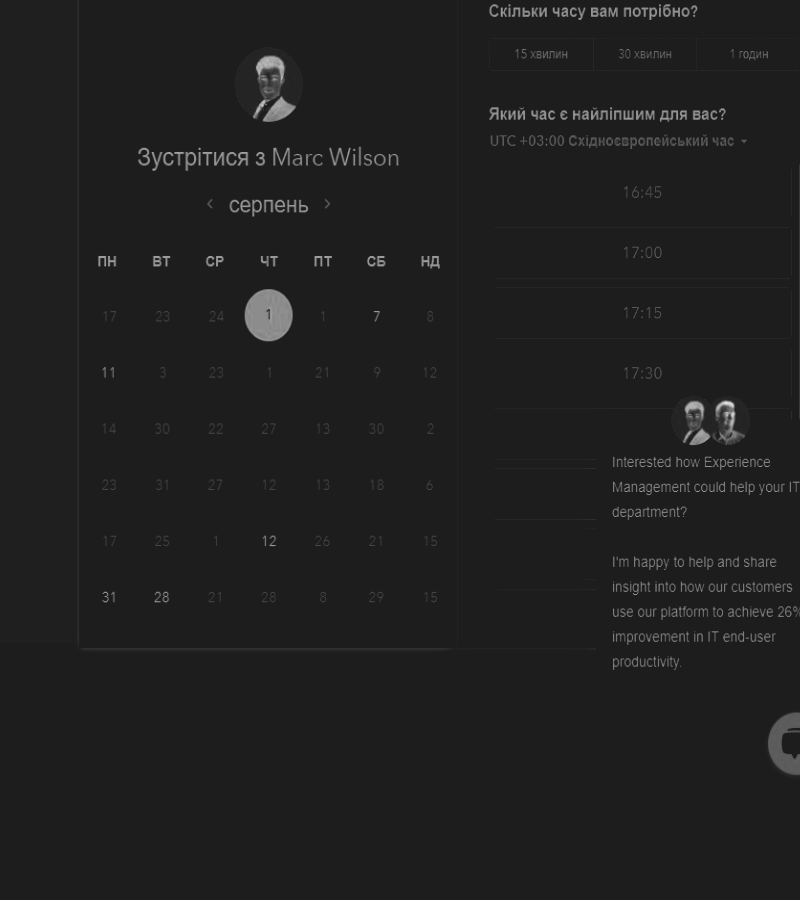 Скільки часу вам потрібно?
15 хвилин 30 хвилин 1 годин
Який час є найліпшим для вас?
UTC +03:00 Східноєвропейський час
Зустрітися з Marc Wilson
серпень
ПН ВТ СР ЧТ ПТ СБ НД
17 23 24 1 1 7 8
11 3 23 1 21 9 12
14 30 22 27 13 30 2
23 31 27 12 13 18 6
17 25 1 12 26 21 15
31 28 21 28 8 29 15
16:45
17:00
17:15
17:30
Interested how Experience
Management could help your IT
department?
I'm happy to help and share
insight into how our customers
use our platform to achieve 26%
improvement in IT end-user
productivity.